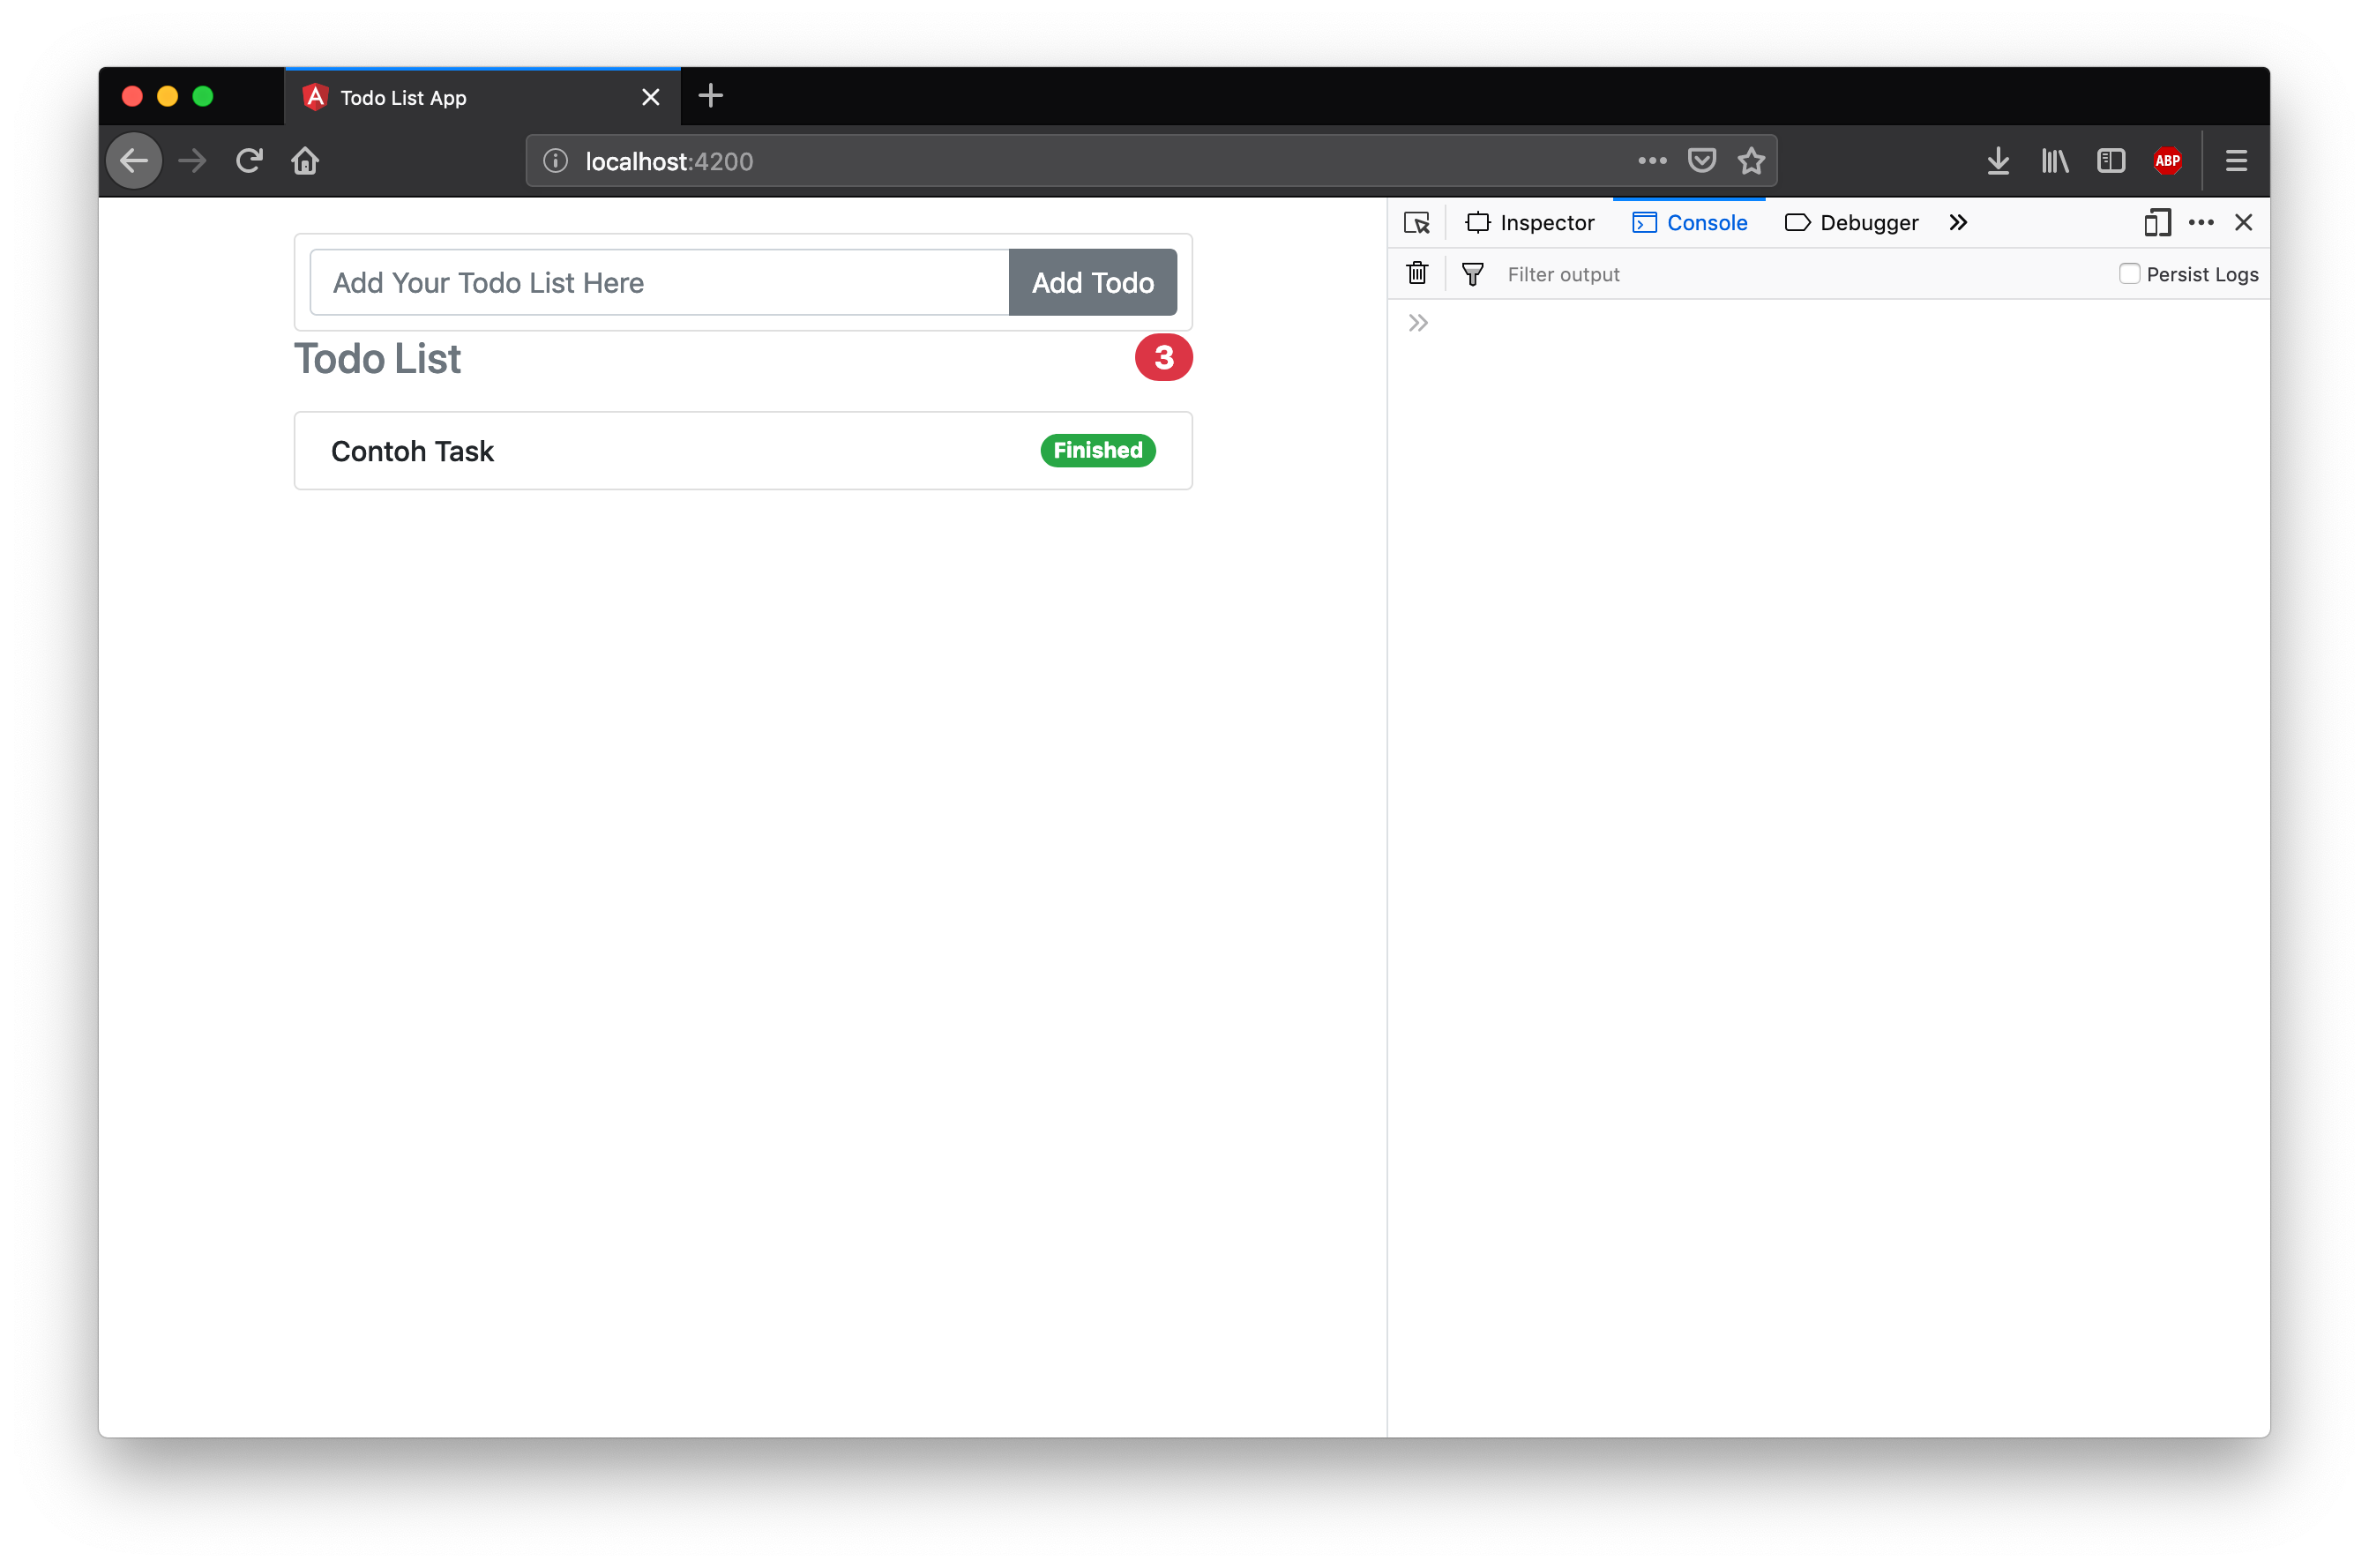 Todo List App
localhost:4200
ABP
Inspector
Console
Debugger
Filter output
Persist Logs
Add Your Todo List Here
Add Todo
Todo List
3
Contoh Task
Finished